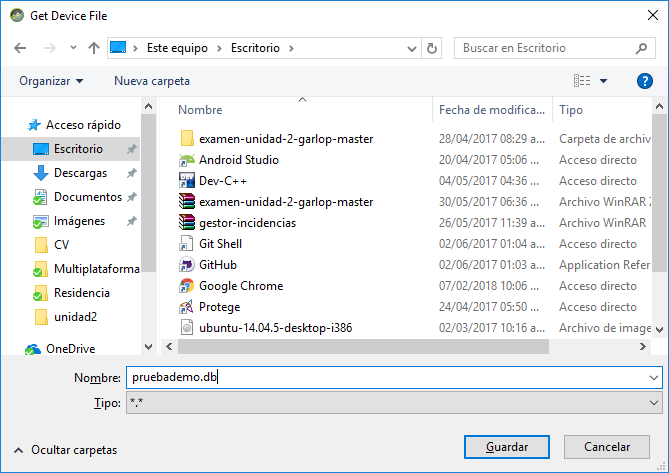 Get Device File
Este equipo > Escritorio >
Buscar en Escritorio
Organizar
Nueva carpeta
Acceso rápido
Escritorio
Descargas
Documentos
Imágenes
CV
Multiplataforma
Residencia
unidad2
OneDrive
Nombre Fecha de modifica... Tipo
examen-unidad-2-garlop-master 28/04/2017 08:29 a... Carpeta de archiv
Android Studio 20/04/2017 05:06 ... Acceso directo
Dev-C++ 04/05/2017 04:36 ... Acceso directo
examen-unidad-2-garlop-master 30/05/2017 06:36 ... Archivo WinRAR Z
gestor-incidencias 26/05/2017 11:39 a... Archivo WinRAR
Git Shell 02/06/2017 01:04 a... Acceso directo
GitHub 02/06/2017 01:03 a... Application Refer
Google Chrome 07/02/2018 10:06 ... Acceso directo
Protege 24/04/2017 05:50 ... Acceso directo
ubuntu-14.04.5-desktop-i386 02/03/2017 10:16 a... Archivo de image
Nombre: pruebademo.db
Tipo: *.*
Ocultar carpetas
Guardar
Cancelar